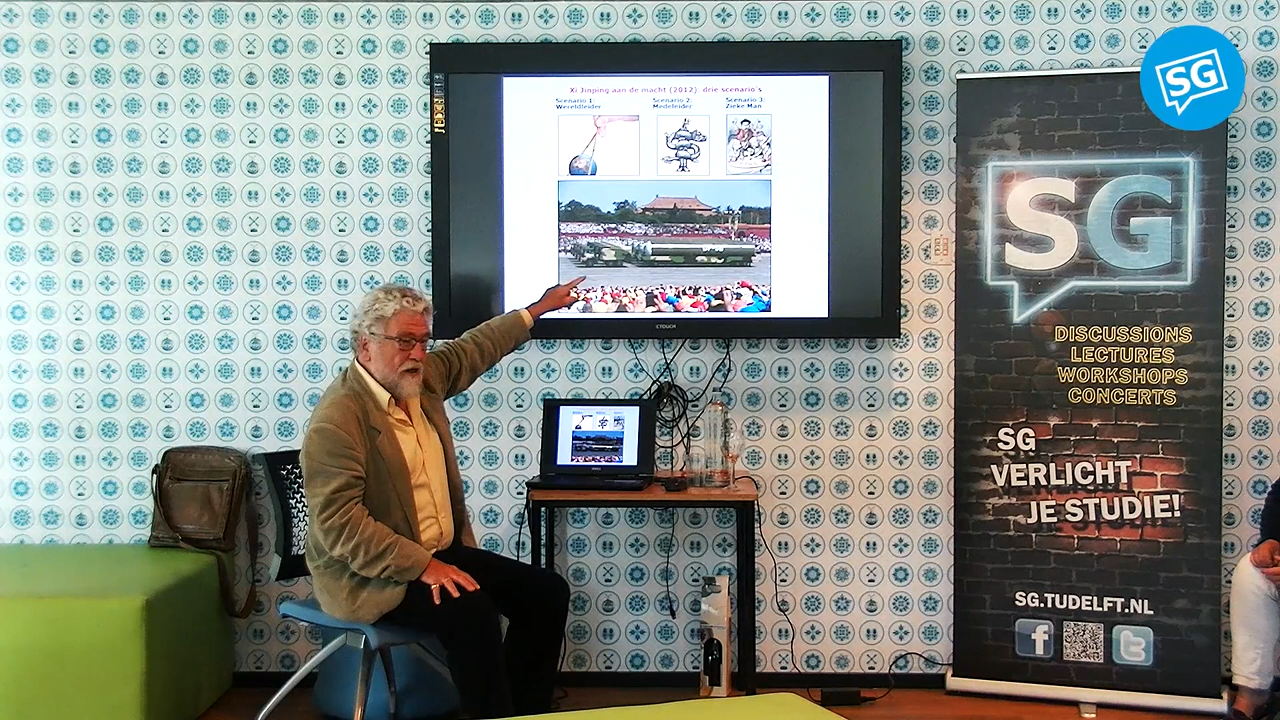 Xi Jinping aan de macht (2012) drie scenario's
Scenario 1:
Wereldleider
Scenario 2:
Medeleider
Scenario 3:
Zieke Man
CTOUCH
SG
SG
DISCUSSIONS
LECTURES
WORKSHOPS
CONCERTS
SG
VERLICHT
JE STUDIE!
SG.TUDELFT.NL